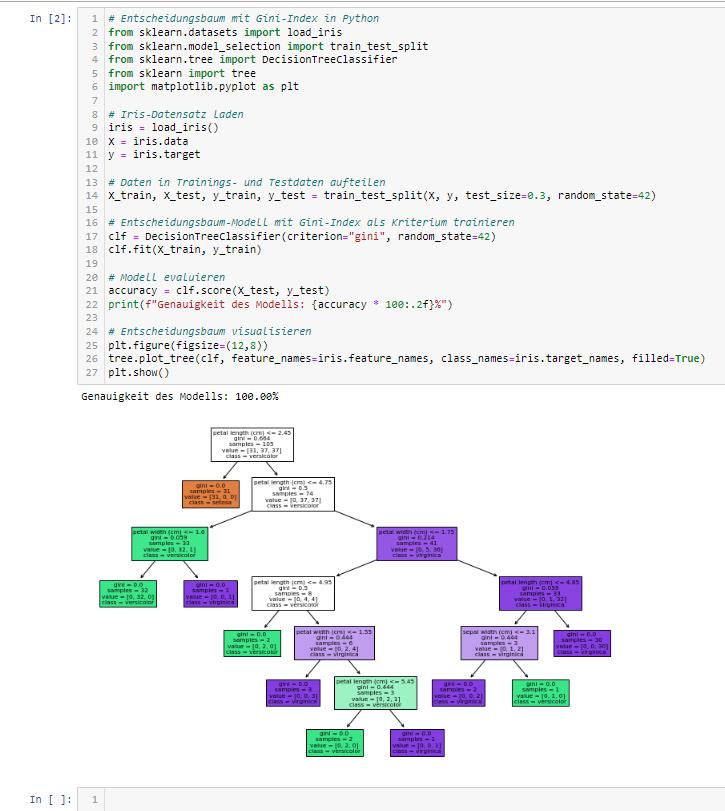 In [2]:
1 # Entscheidungsbaum mit Gini-Index in Python
2 from sklearn.datasets import load_iris
3 from sklearn.model_selection import train_test_split
4 from sklearn.tree import DecisionTreeClassifier
5 from sklearn import tree
6 import matplotlib.pyplot as plt
7
8 # Iris-Datensatz laden
9 iris = load_iris()
10 X = iris.data
11 y = iris.target
12
13 # Daten in Trainings- und Testdaten aufteilen
14 X_train, X_test, y_train, y_test = train_test_split(X, y, test_size=0.3, random_state=42)
15
16 # Entscheidungsbaum-Modell mit Gini-Index als Kriterium trainieren
17 clf = DecisionTreeClassifier(criterion="gini", random_state=42)
18 clf.fit(X_train, y_train)
19
20 # Modell evaluieren
21 accuracy = clf.score(X_test, y_test)
22 print(f"Genauigkeit des Modells: {accuracy * 100:.2f}%")
23
24 # Entscheidungsbaum visualisieren
25 plt.figure(figsize=(12,8))
26 tree.plot_tree(clf, feature_names=iris.feature_names, class_names=iris.target_names, filled=True)
27 plt.show()
Genauigkeit des Modells: 100.00%
petal length (cm) <= 2.45
gini = 0.664
samples = 105
value = [31, 37, 37]
class = versicolor
gini = 0.0
samples = 31
value = [31, 0, 0]
class = setosa
petal length (cm) <= 4.75
gini = 0.5
samples = 74
value = [0, 37, 37]
class = versicolor
petal width (cm) <= 1.6
gini = 0.059
samples = 33
value = [0, 32, 1]
class = versicolor
petal width (cm) <= 1.75
gini = 0.214
samples = 41
value = [0, 5, 36]
class = virginica
gini = 0.0
samples = 32
value = [0, 32, 0]
class = versicolor
gini = 0.0
samples = 1
value = [0, 0, 1]
class = virginica
petal length (cm) <= 4.95
gini = 0.5
samples = 8
value = [0, 4, 4]
class = versicolor
petal length (cm) <= 4.85
gini = 0.059
samples = 33
value = [0, 1, 32]
class = virginica
gini = 0.0
samples = 2
value = [0, 2, 0]
class = versicolor
petal width (cm) <= 1.55
gini = 0.444
samples = 6
value = [0, 2, 4]
class = virginica
sepal width (cm) <= 3.1
gini = 0.444
samples = 3
value = [0, 1, 2]
class = virginica
gini = 0.0
samples = 30
value = [0, 0, 30]
class = virginica
gini = 0.0
samples = 3
value = [0, 0, 3]
class = virginica
petal length (cm) <= 5.45
gini = 0.444
samples = 3
value = [0, 2, 1]
class = versicolor
gini = 0.0
samples = 2
value = [0, 0, 2]
class = virginica
gini = 0.0
samples = 1
value = [0, 1, 0]
class = versicolor
gini = 0.0
samples = 2
value = [0, 2, 0]
class = versicolor
gini = 0.0
samples = 1
value = [0, 0, 1]
class = virginica
In [ ]:
1